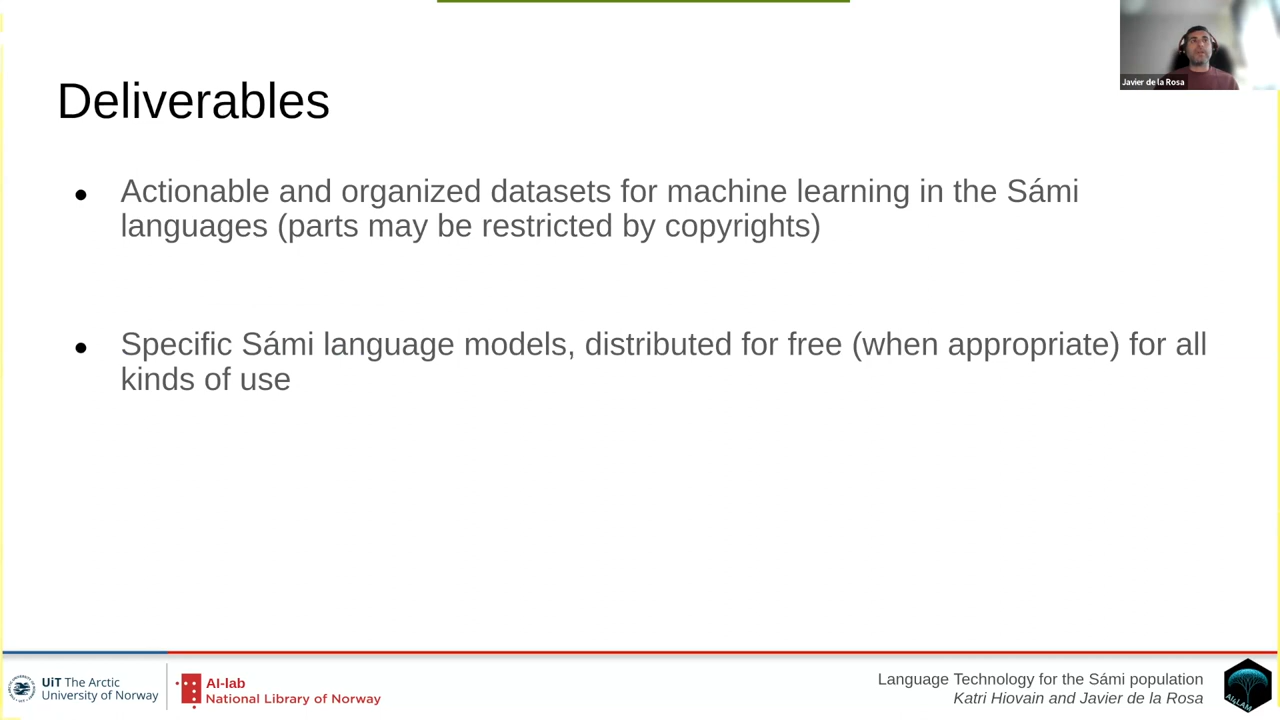 Javier de la Rosa
Deliverables
● Actionable and organized datasets for machine learning in the Sámi
languages (parts may be restricted by copyrights)
● Specific Sámi language models, distributed for free (when appropriate) for all
kinds of use
UiT The Arctic
University of Norway
AI-lab
National Library of Norway
Language Technology for the Sámi population
Katri Hiovain and Javier de la Rosa
AI4LAM